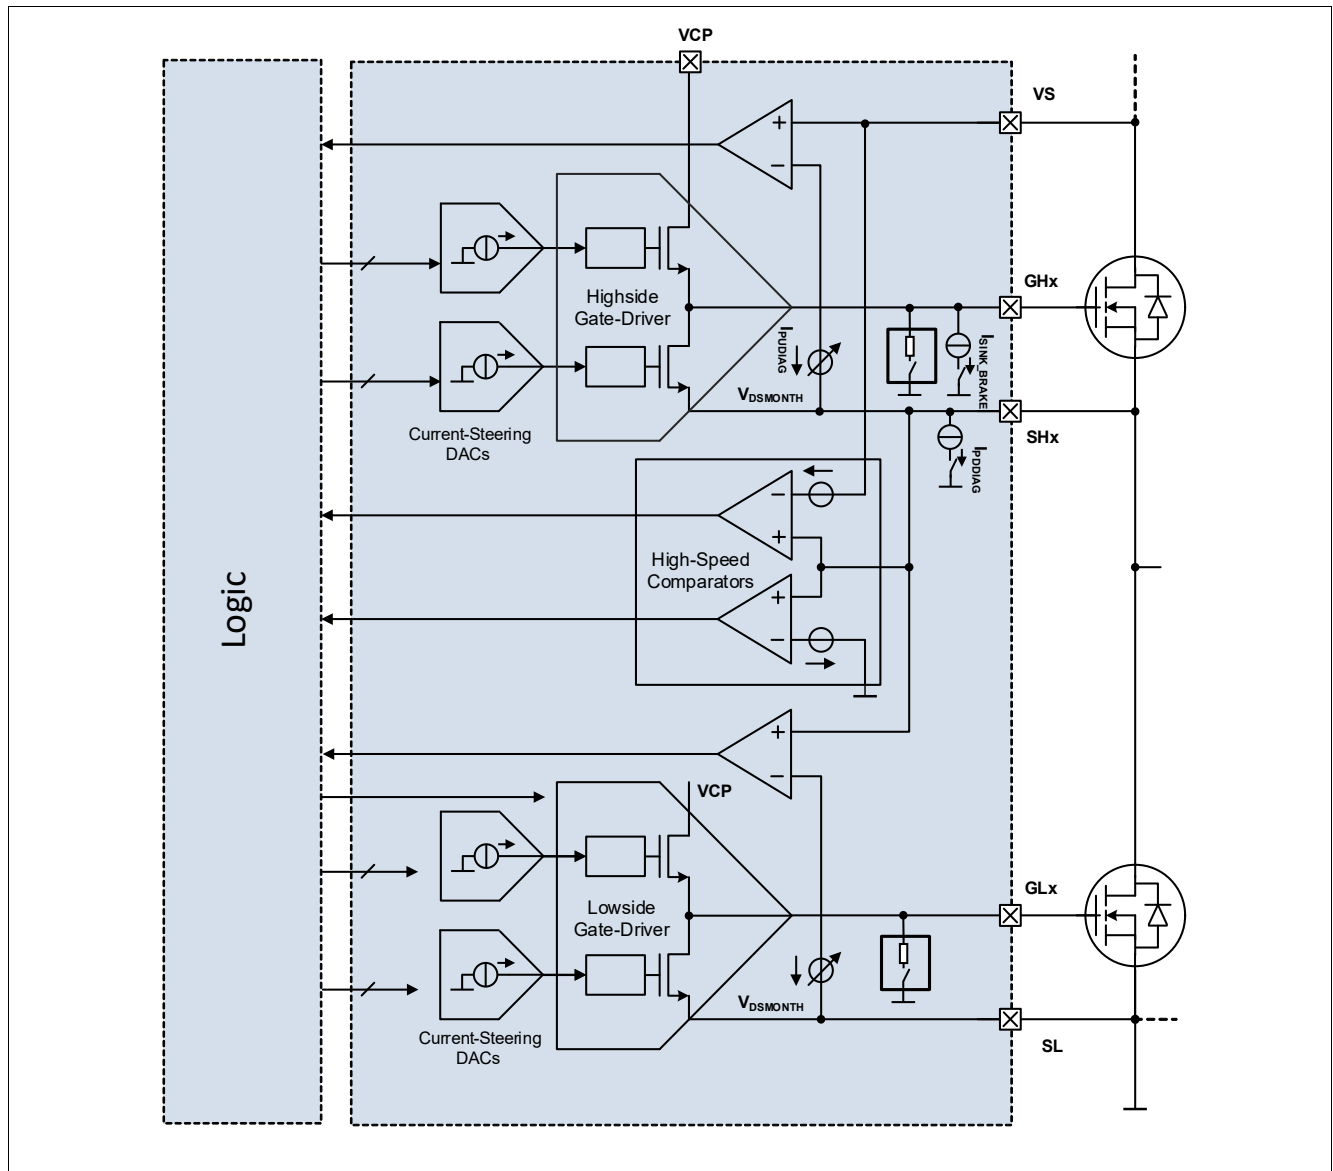 VCP
VS
GHx
Highside
Gate-Driver
IPUDIAG
ISINK_BRAKE
VDSMONTH
SHx
Current-Steering
DACs
IPDDIAG
High-Speed
Comparators
Logic
VCP
GLx
Lowside
Gate-Driver
VDSMONTH
Current-Steering
DACs
SL